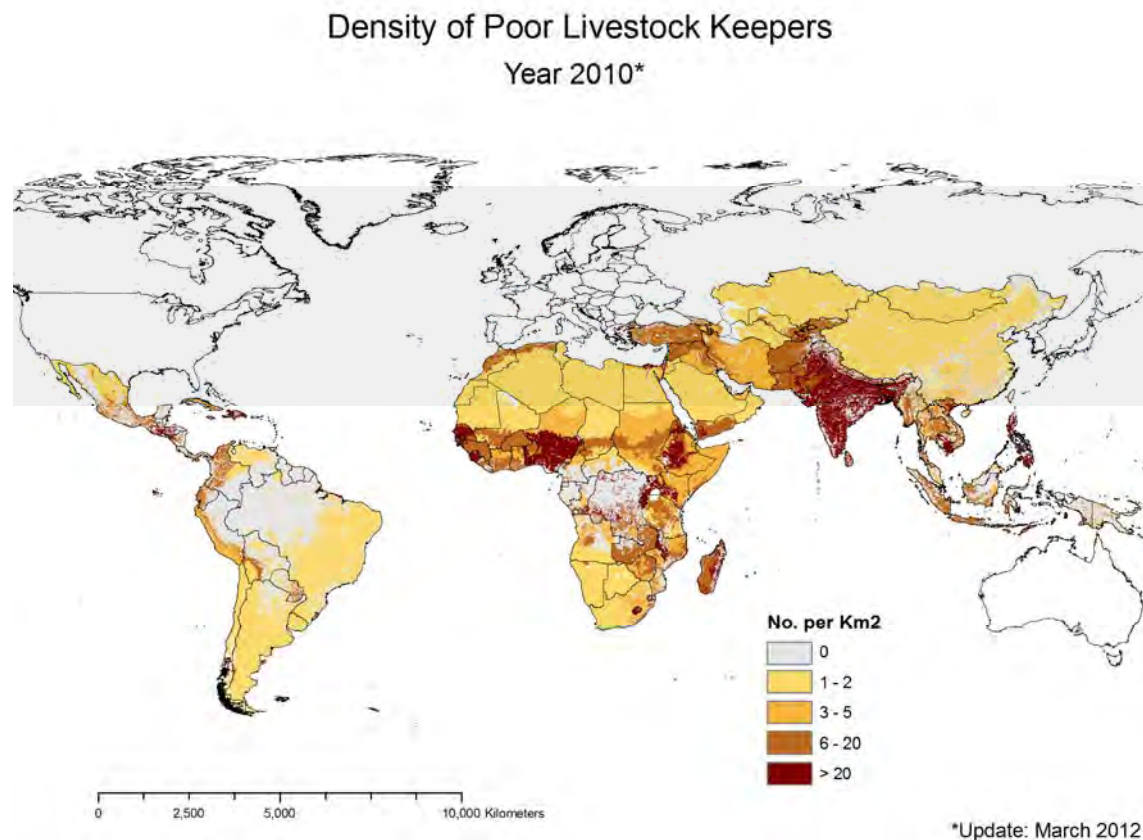 Density of Poor Livestock Keepers
Year 2010*
No. per Km2
0
1 - 2
3 - 5
6 - 20
> 20
0 2,500 5,000 10,000 Kilometers
*Update: March 2012